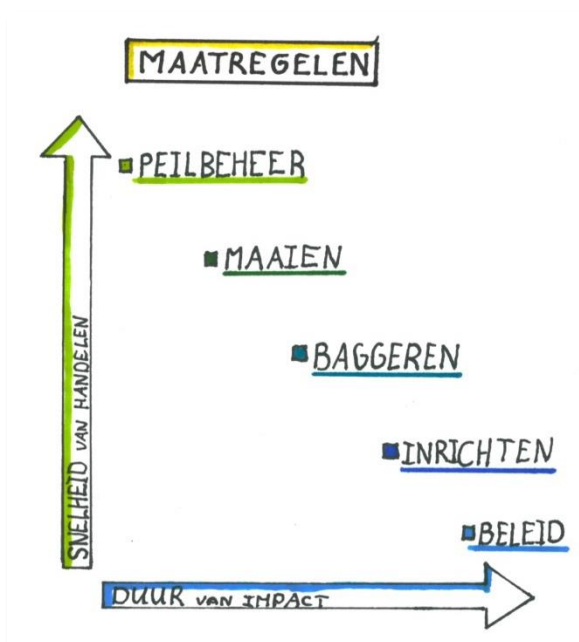 MAATREGELEN
PEILBEHEER
MAAIEN
BAGGEREN
INRICHTEN
BELEID
SNELHEID VAN HANDELEN
DUUR VAN IMPACT